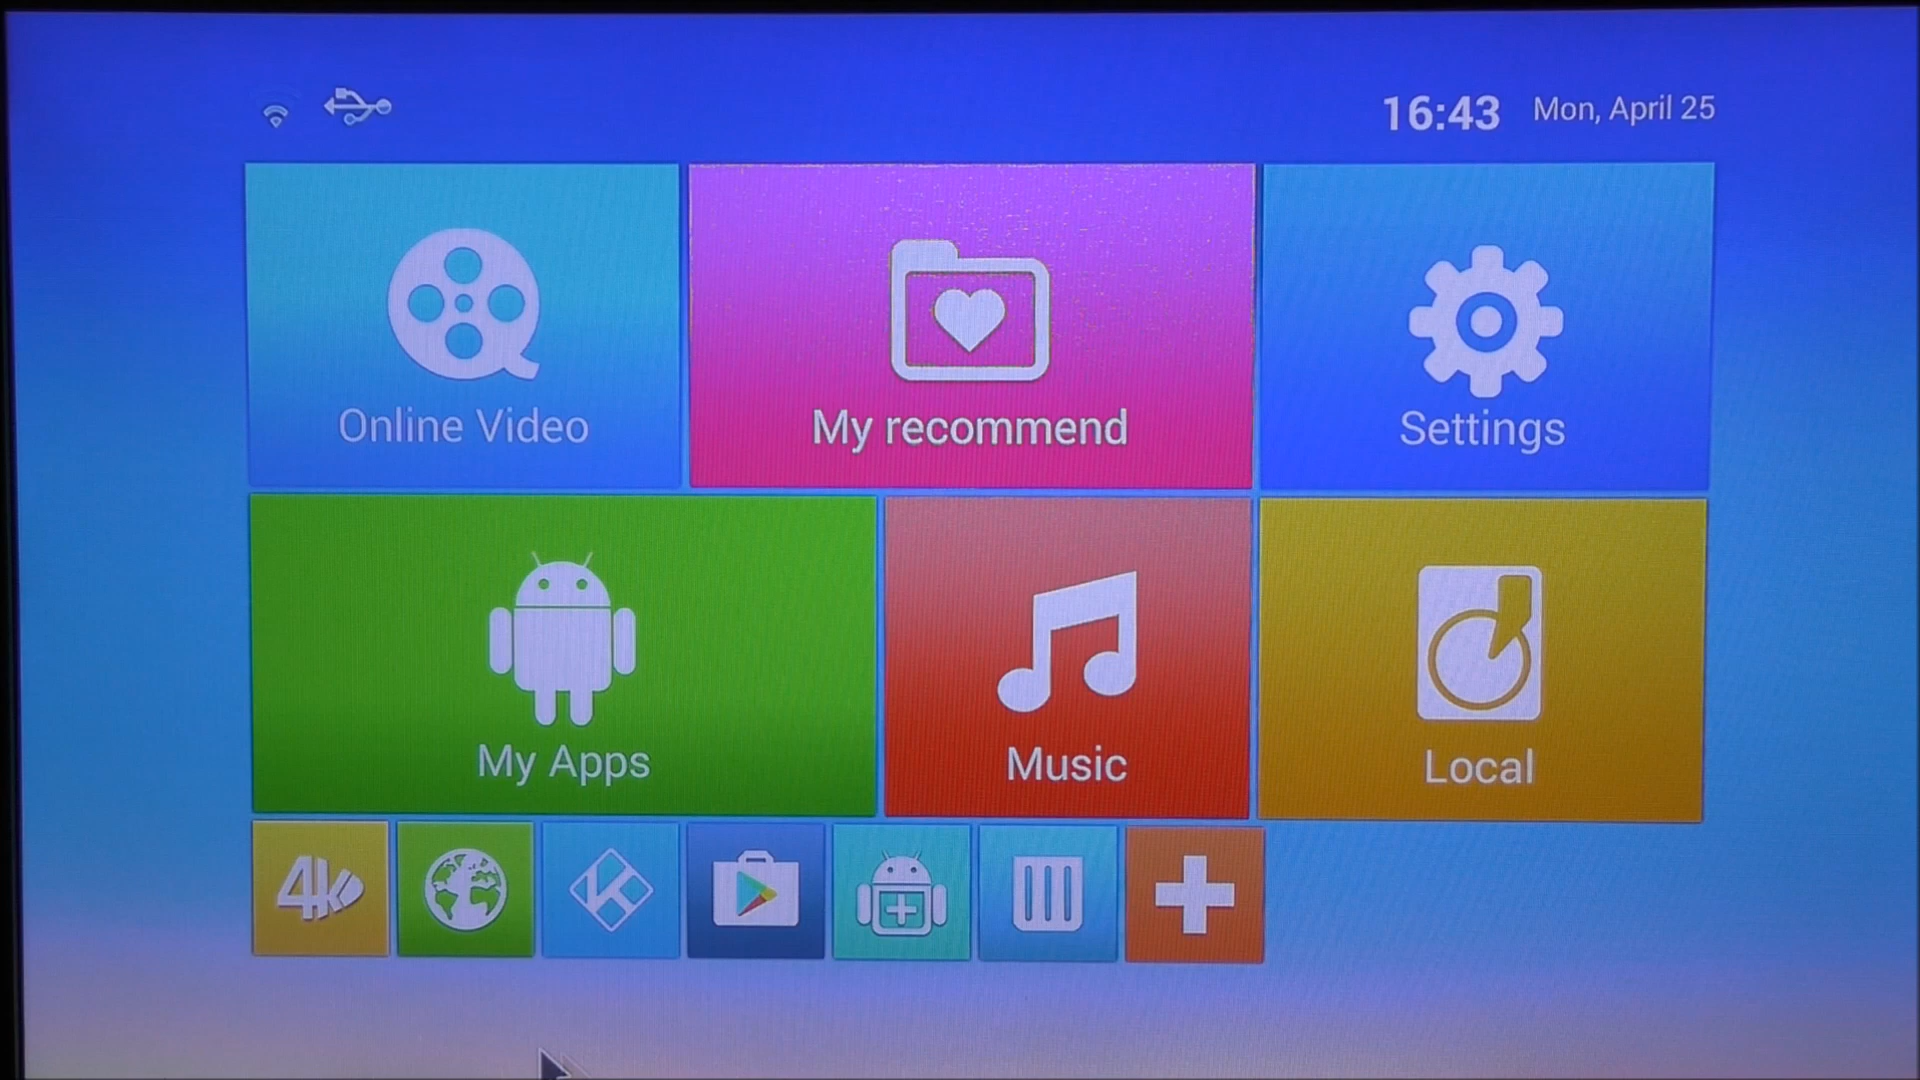 16:43 Mon, April 25
Online Video
My recommend
Settings
My Apps
Music
Local
4K